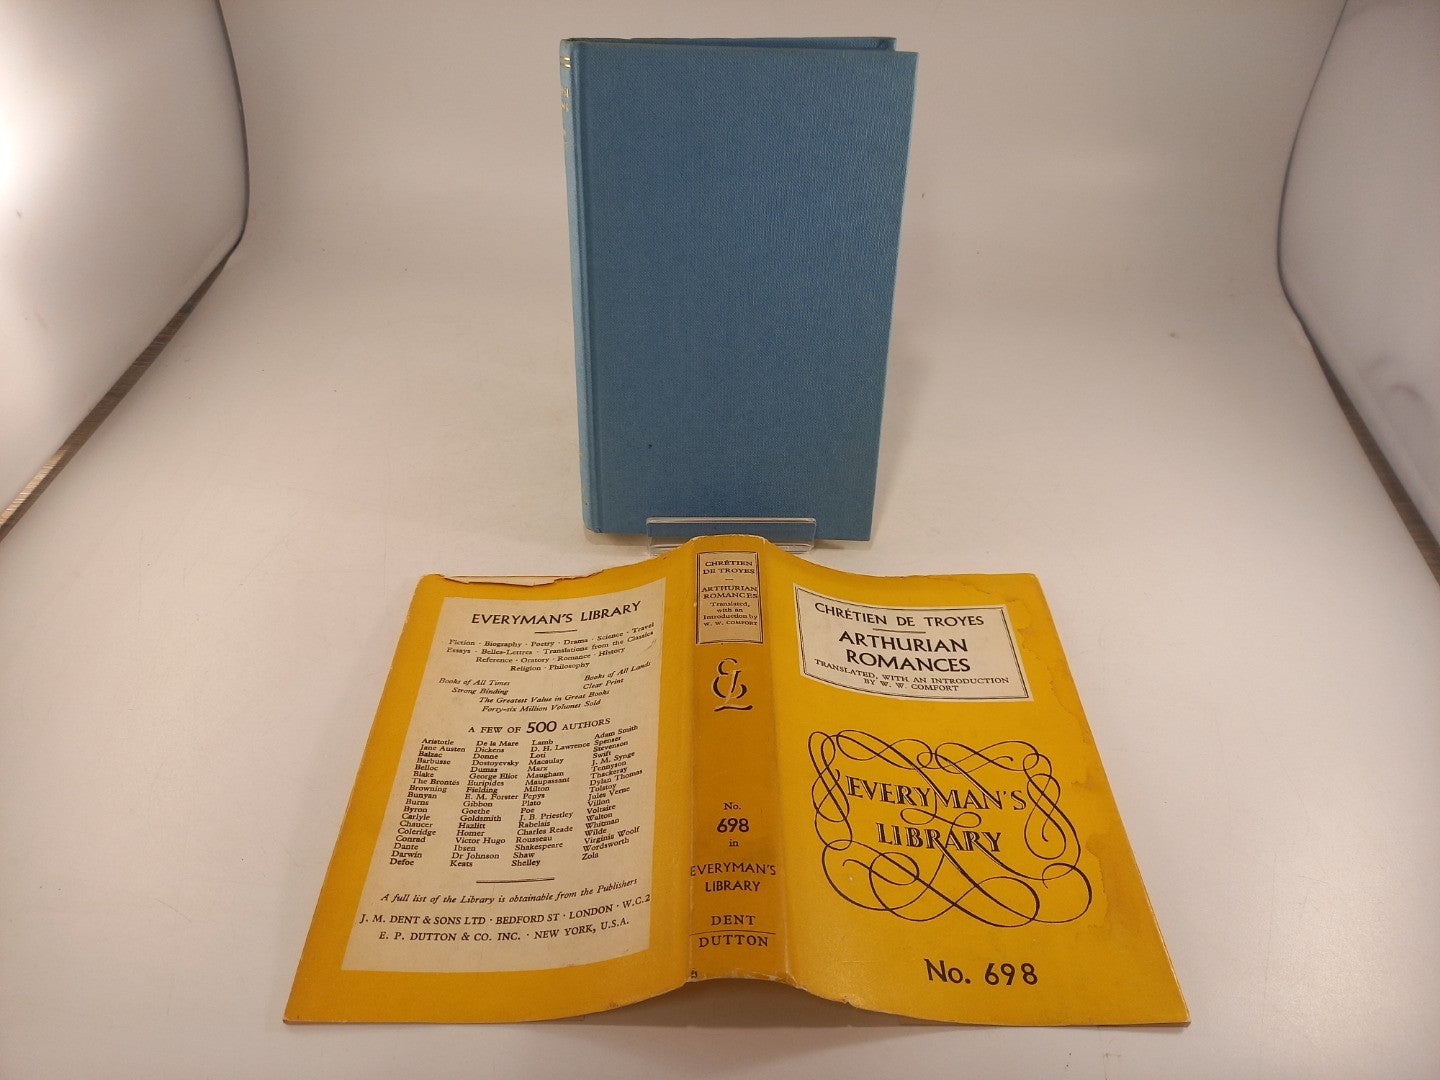 EVERYMAN'S LIBRARY
Fiction · Biography · Poetry · Drama · Science · Travel
Essays · Belles-Lettres · Translations from the Classics
Reference · Oratory · Romance · History
Religion · Philosophy
Books of All Times
Books of All Lands
Strong Binding
Clear Print
The Greatest Value in Great Books
Forty-six Million Volumes Sold
A FEW OF 500 AUTHORS
Aristotle
Jane Austen
Balzac
Barbusse
Belloc
Blake
The Brontës
Browning
Bunyan
Burns
Byron
Carlyle
Chaucer
Coleridge
Conrad
Dante
Darwin
Defoe
De la Mare
Dickens
Donne
Dostoyevsky
Dumas
George Eliot
Euripides
Fielding
E. M. Forster
Gibbon
Goethe
Goldsmith
Hazlitt
Homer
Victor Hugo
Ibsen
Dr Johnson
Keats
Lamb
D. H. Lawrence
Loti
Macaulay
Marx
Maugham
Maupassant
Milton
Pepys
Plato
Poe
J. B. Priestley
Rabelais
Charles Reade
Rousseau
Shakespeare
Shaw
Shelley
Adam Smith
Spenser
Stevenson
Swift
J. M. Synge
Tennyson
Thackeray
Dylan Thomas
Tolstoy
Jules Verne
Villon
Voltaire
Walton
Whitman
Wilde
Virginia Woolf
Wordsworth
Zola
A full list of the Library is obtainable from the Publishers
J. M. DENT & SONS LTD · BEDFORD ST · LONDON · W.C.2
E. P. DUTTON & CO. INC. · NEW YORK, U.S.A.
CHRÉTIEN
DE TROYES
ARTHURIAN
ROMANCES
Translated,
with an
Introduction by
W. W. COMFORT
EL
No.
698
in
EVERYMAN'S
LIBRARY
DENT
DUTTON
CHRÉTIEN DE TROYES
ARTHURIAN
ROMANCES
TRANSLATED, WITH AN INTRODUCTION
BY W. W. COMFORT
EVERYMAN'S
LIBRARY
No. 698